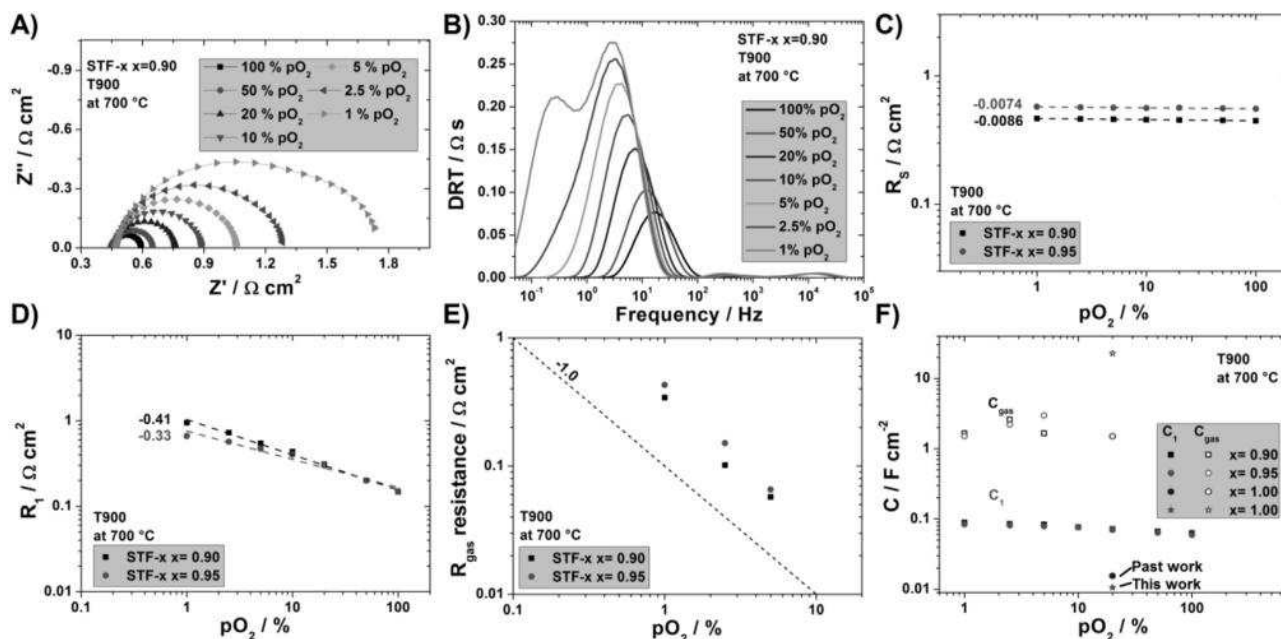 A)
STF-x x=0.90
T900
at 700 °C
100 % pO2
5 % pO2
50 % pO2
2.5 % pO2
20 % pO2
1 % pO2
10 % pO2
-0.9
-0.6
-0.3
0.0
0.6 0.9 1.2 1.5 1.8
Z'' / Ω cm2
Z' / Ω cm2
B)
STF-x x=0.90
T900
at 700 °C
100% pO2
50% pO2
20% pO2
10% pO2
5% pO2
2.5% pO2
1% pO2
0.30
0.25
0.20
0.15
0.10
0.05
0.00
10-1 100 101 102 103 104 105
DRT / Ω s
Frequency / Hz
C)
1
0.1
-0.0074
-0.0086
T900
at 700 °C
STF-x x= 0.90
STF-x x= 0.95
1 10 100
RS / Ω cm2
pO2 / %
D)
10
1
0.1
0.01
-0.41
-0.33
T900
at 700 °C
STF-x x= 0.90
STF-x x= 0.95
0.1 1 10 100
R1 / Ω cm2
pO2 / %
E)
1
0.1
0.01
-1.0
T900
at 700 °C
STF-x x= 0.90
STF-x x= 0.95
0.1 1 10
Rgas resistance / Ω cm2
pO2 / %
F)
T900
at 700 °C
10
1
0.1
0.01
Cgas
C1
C1 Cgas
x= 0.90
x= 0.95
x= 1.00
x= 1.00
Past work
This work
1 10 100
C / F cm-2
pO2 / %